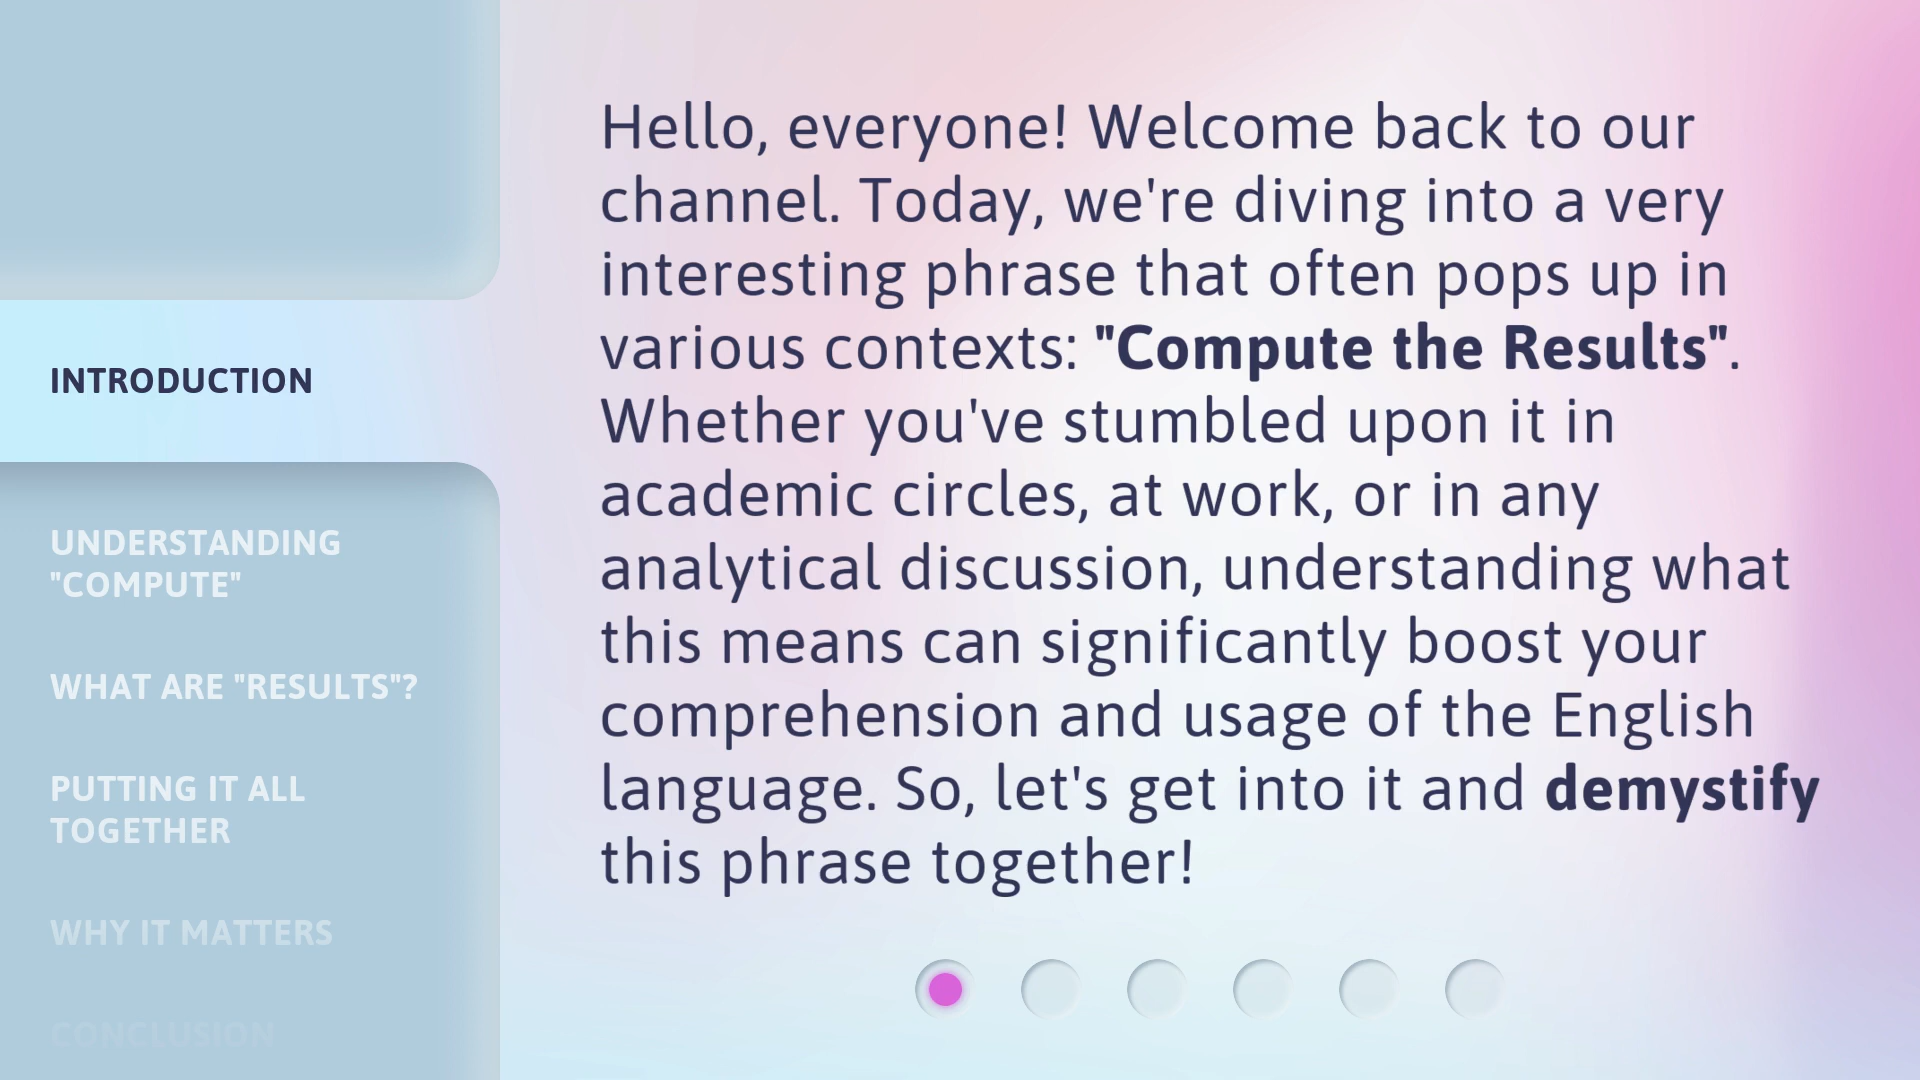 INTRODUCTION
UNDERSTANDING
"COMPUTE"
WHAT ARE "RESULTS"?
PUTTING IT ALL
TOGETHER
WHY IT MATTERS
CONCLUSION
Hello, everyone! Welcome back to our
channel. Today, we're diving into a very
interesting phrase that often pops up in
various contexts: "Compute the Results".
Whether you've stumbled upon it in
academic circles, at work, or in any
analytical discussion, understanding what
this means can significantly boost your
comprehension and usage of the English
language. So, let's get into it and demystify
this phrase together!